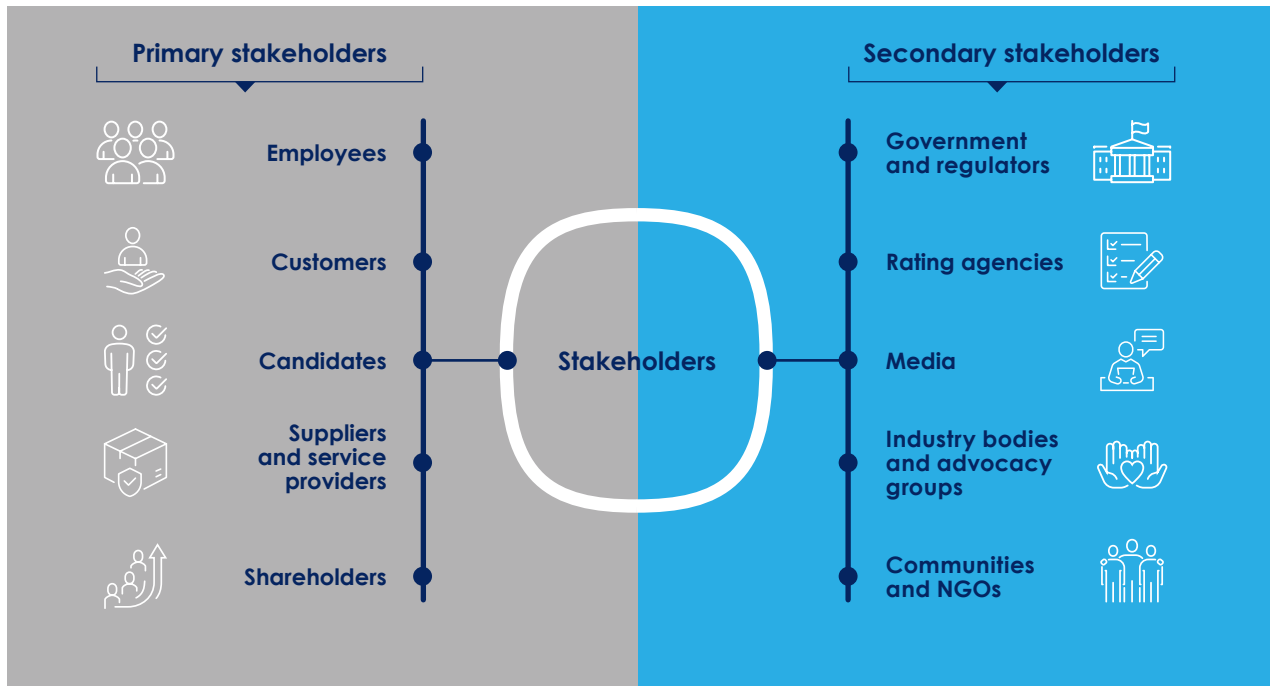 Primary stakeholders
Employees
Customers
Candidates
Suppliers
and service
providers
Shareholders
Stakeholders
Secondary stakeholders
Government
and regulators
Rating agencies
Media
Industry bodies
and advocacy
groups
Communities
and NGOs